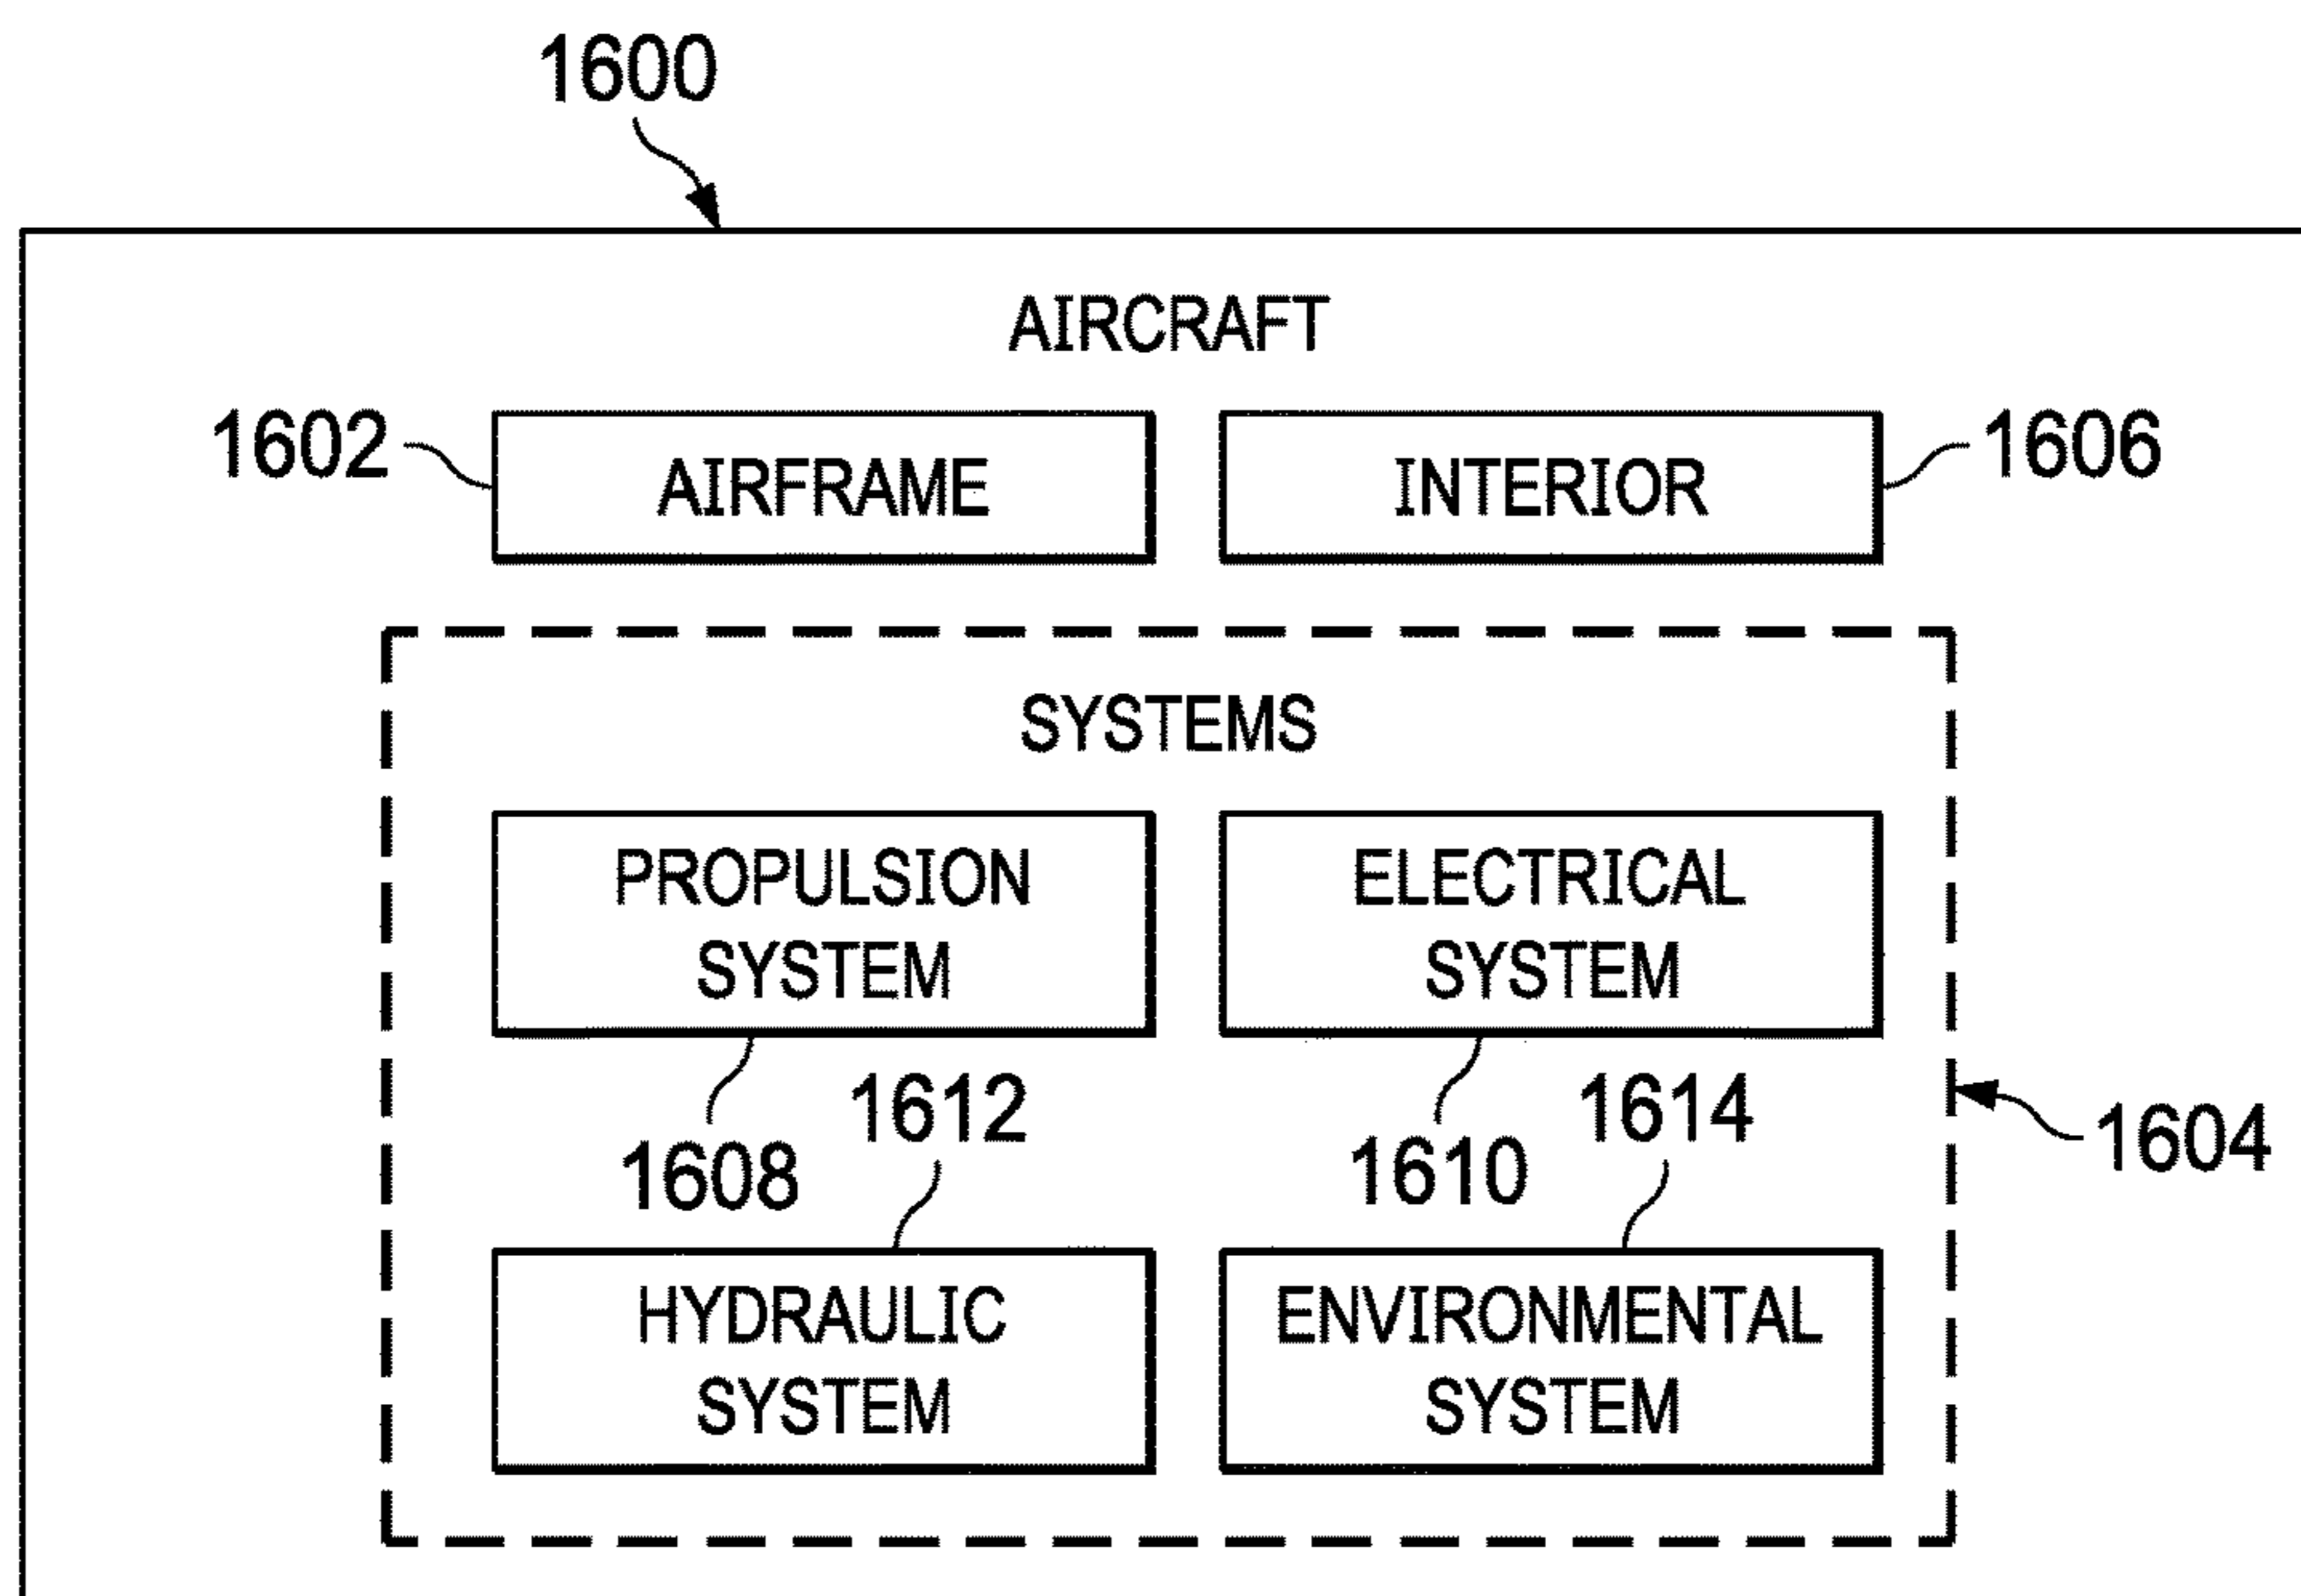 1600
AIRCRAFT
1602
AIRFRAME
INTERIOR
1606
SYSTEMS
PROPULSION
SYSTEM
ELECTRICAL
SYSTEM
1608
1612
1610
1614
1604
HYDRAULIC
SYSTEM
ENVIRONMENTAL
SYSTEM